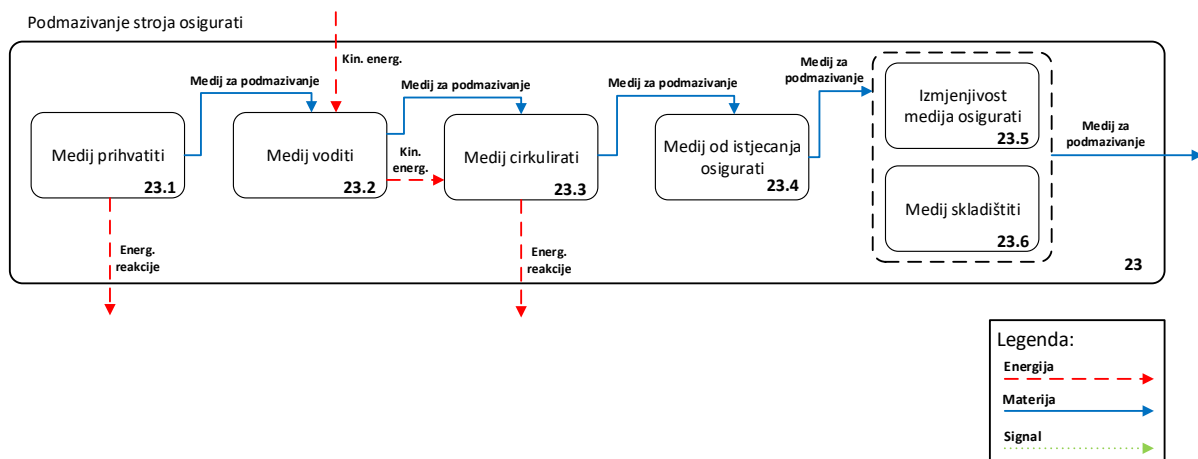 Podmazivanje stroja osigurati
Kin. energ.
Medij za podmazivanje
Medij za podmazivanje
Medij za podmazivanje
Medij za
podmazivanje
Medij prihvatiti
23.1
Medij voditi
23.2
Kin.
energ.
Medij cirkulirati
23.3
Medij od istjecanja
osigurati
23.4
Izmjenjivost
medija osigurati
23.5
Medij skladištiti
23.6
Medij za
podmazivanje
Energ.
reakcije
Energ.
reakcije
23
Legenda:
Energija
Materija
Signal